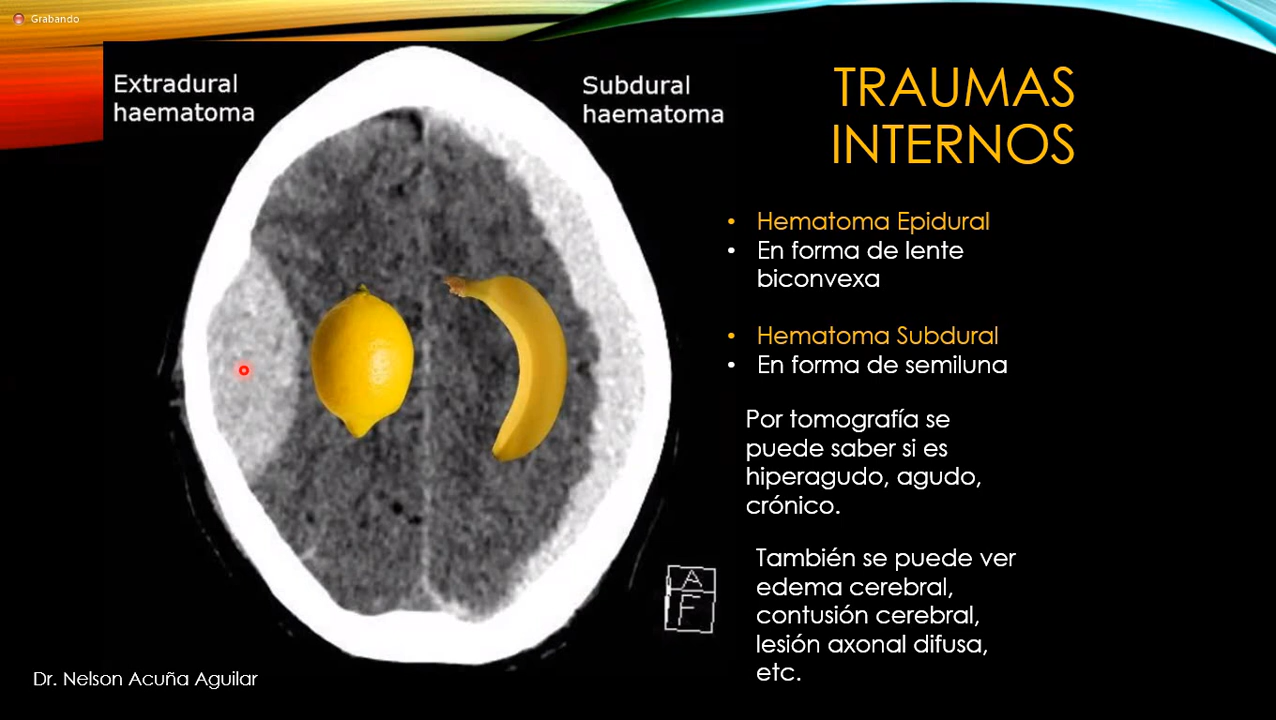 Grabando
Extradural
haematoma
Subdural
haematoma
TRAUMAS
INTERNOS
• Hematoma Epidural
• En forma de lente
biconvexa
• Hematoma Subdural
• En forma de semiluna
Por tomografía se
puede saber si es
hiperagudo, agudo,
crónico.
También se puede ver
edema cerebral,
contusión cerebral,
lesión axonal difusa,
etc.
A
F
Dr. Nelson Acuña Aguilar